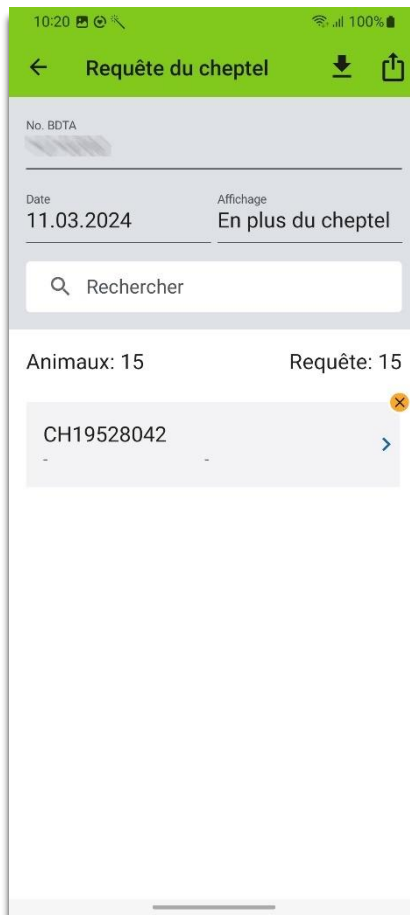 10:20 100%
Requête du cheptel
No. BDTA
Date Affichage
11.03.2024 En plus du cheptel
Rechercher
Animaux: 15 Requête: 15
CH19528042
- -